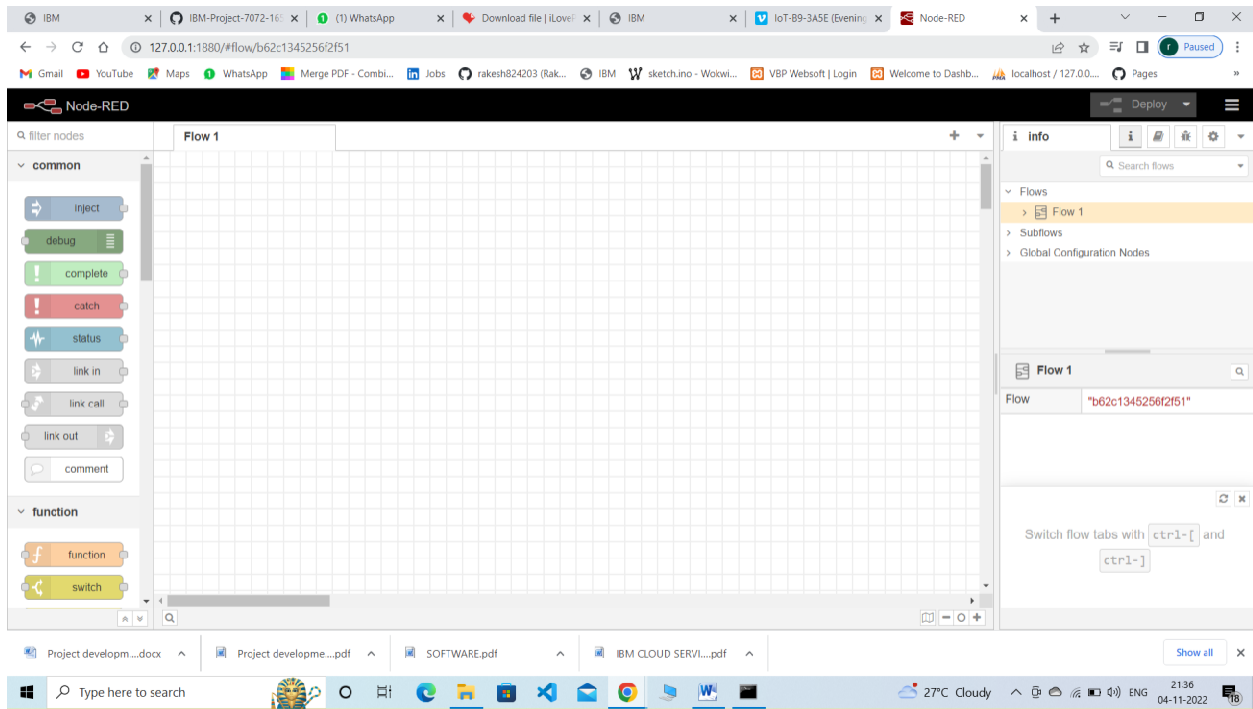 IBM
IBM-Project-7072-165
(1) WhatsApp
Download file | iLoveP
IBM
IoT-B9-3A5E (Evening
Node-RED
127.0.0.1:1880/#flow/b62c1345256f2f51
Paused
Gmail
YouTube
Maps
WhatsApp
Merge PDF - Combi...
Jobs
rakesh824203 (Rak...
IBM
sketch.ino - Wokwi...
VBP Websoft | Login
Welcome to Dashb...
localhost / 127.0.0....
Pages
»
Node-RED
Deploy
filter nodes
Flow 1
info
common
Search flows
Flows
Flow 1
Subflows
Global Configuration Nodes
inject
debug
complete
catch
status
link in
link call
link out
comment
Flow 1
Flow
"b62c1345256f2f51"
function
Switch flow tabs with ctrl-[ and
ctrl-]
function
switch
Project developm....docx
Project developme....pdf
SOFTWARE.pdf
IBM CLOUD SERVI....pdf
Show all
Type here to search
27°C Cloudy
ENG
21:36
04-11-2022
18